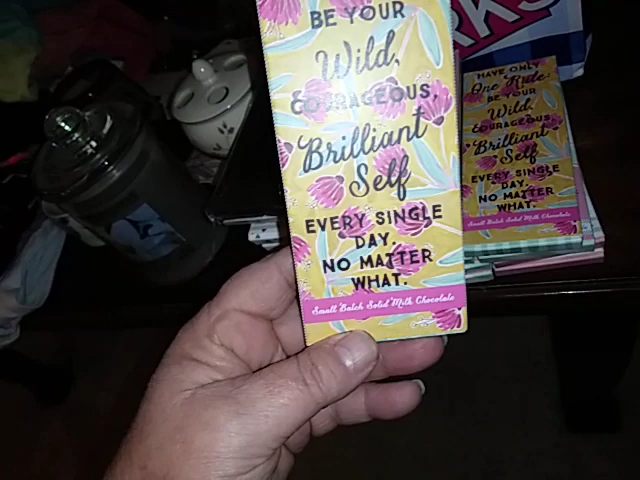 BE YOUR
Wild,
COURAGEOUS,
Brilliant
Self
EVERY SINGLE
DAY,
NO MATTER
WHAT.
Small Batch Solid Milk Chocolate
HAVE ONLY
One Rule:
BE YOUR
Wild,
COURAGEOUS,
Brilliant
Self
EVERY SINGLE
DAY,
NO MATTER
WHAT.
Small Batch Solid Milk Chocolate
RKS